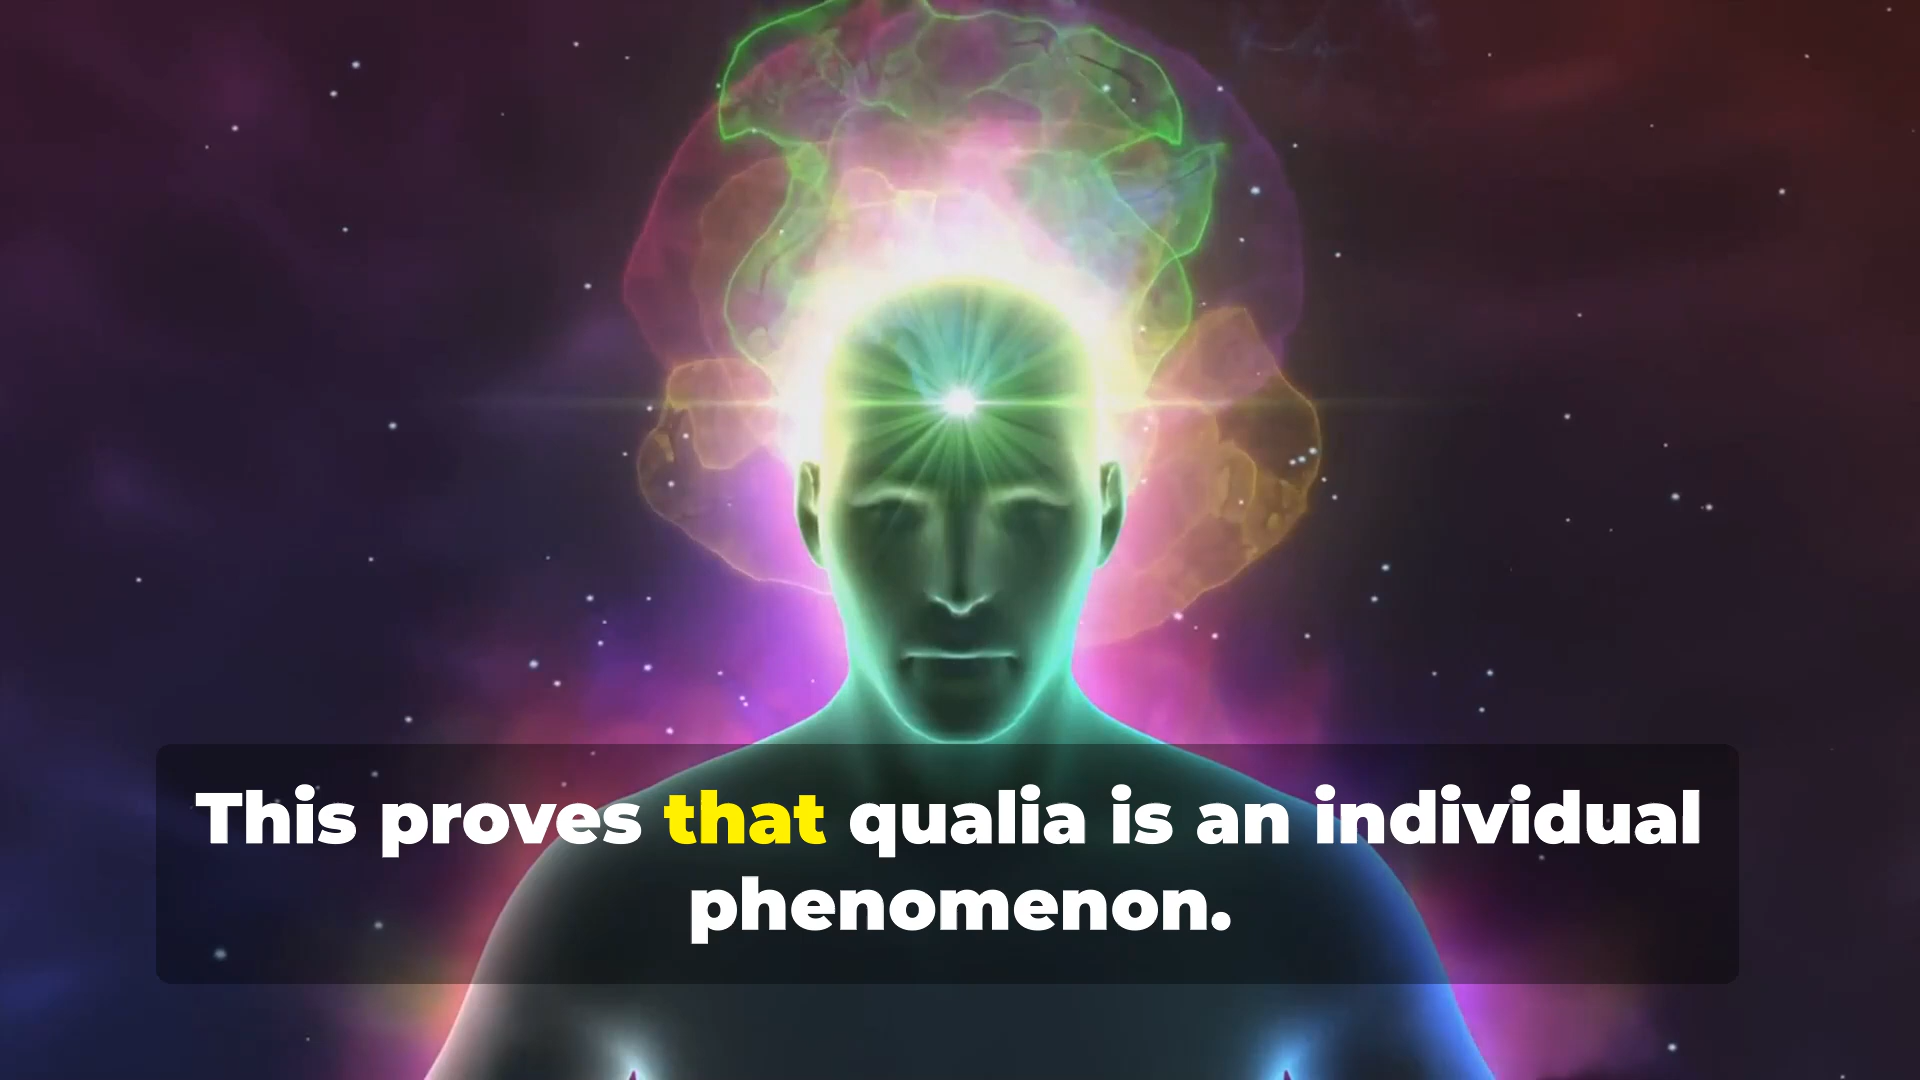 This proves that qualia is an individual
phenomenon.